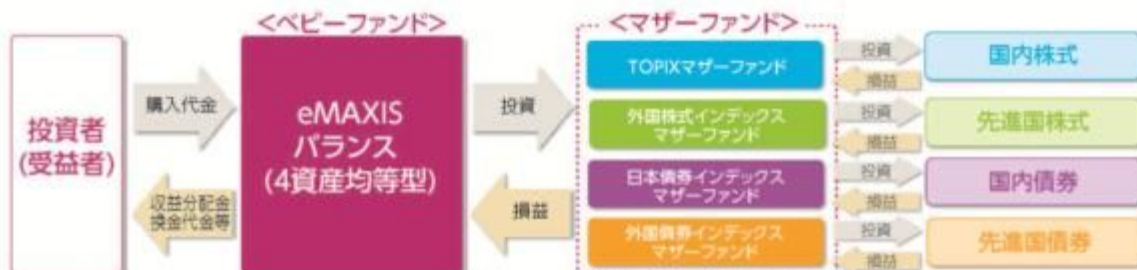 <ベビーファンド>
<マザーファンド>
投資者
(受益者)
購入代金
収益分配金
換金代金等
eMAXIS
バランス
(4資産均等型)
投資
損益
TOPIXマザーファンド
投資
損益
国内株式
外国株式インデックス
マザーファンド
投資
損益
先進国株式
日本債券インデックス
マザーファンド
投資
損益
国内債券
外国債券インデックス
マザーファンド
投資
損益
先進国債券